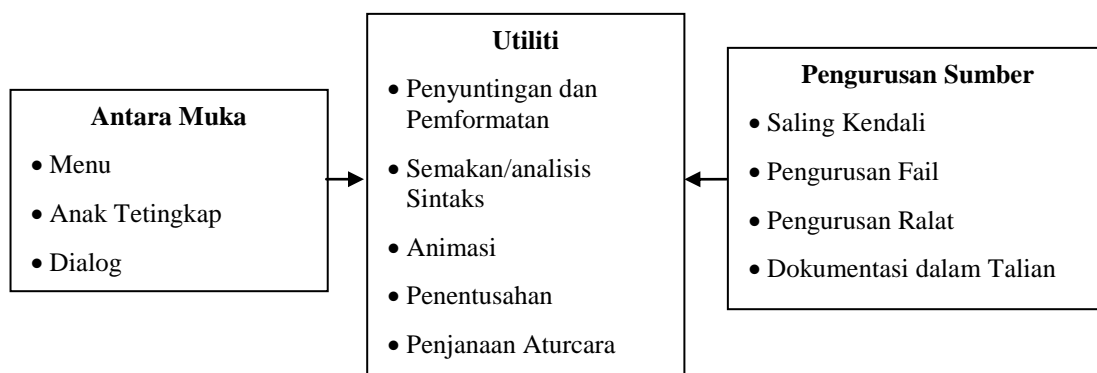 Antara Muka
• Menu
• Anak Tetingkap
• Dialog
Utiliti
• Penyuntingan dan
Pemformatan
• Semakan/analisis
Sintaks
• Animasi
• Penentusahan
• Penjanaan Aturcara
Pengurusan Sumber
• Saling Kendali
• Pengurusan Fail
• Pengurusan Ralat
• Dokumentasi dalam Talian